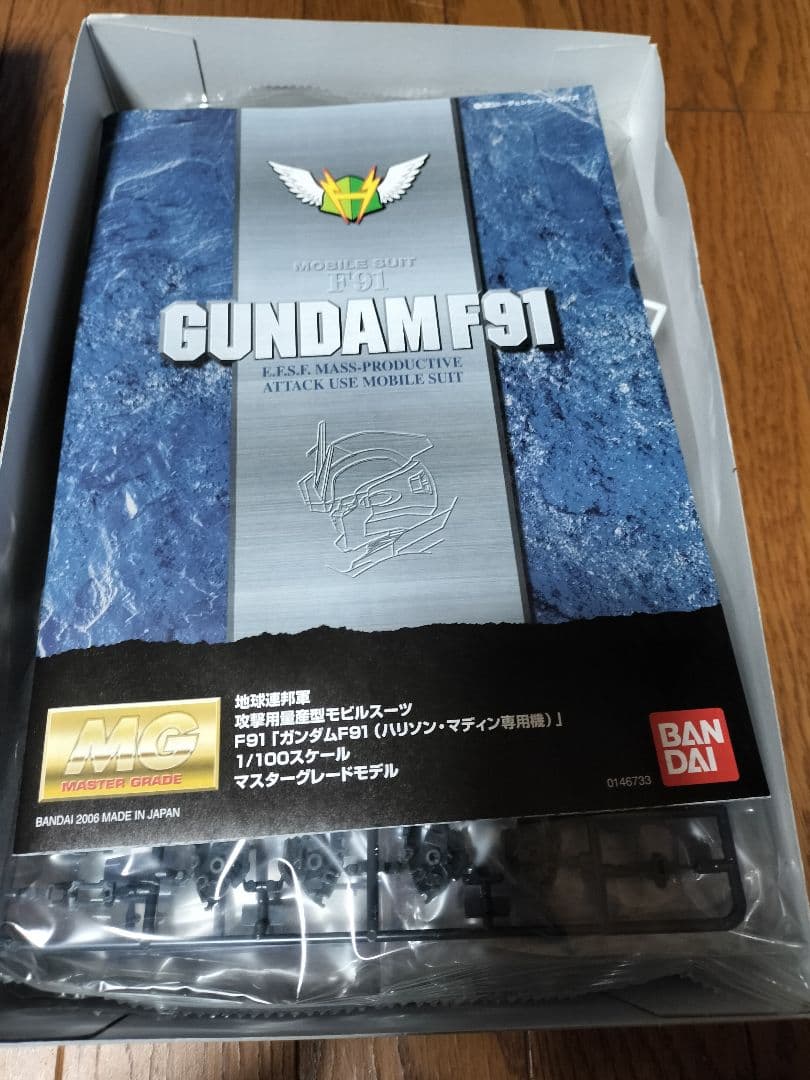 MOBILE SUIT
F91
GUNDAM F91
E.F.S.F. MASS-PRODUCTIVE
ATTACK USE MOBILE SUIT
地球連邦軍
攻撃用量産型モビルスーツ
F91「ガンダムF91（ハリソン・マディン専用機）」
1/100スケール
マスターグレードモデル
MG
MASTER GRADE
BAN
DAI
0146733
BANDAI 2006 MADE IN JAPAN